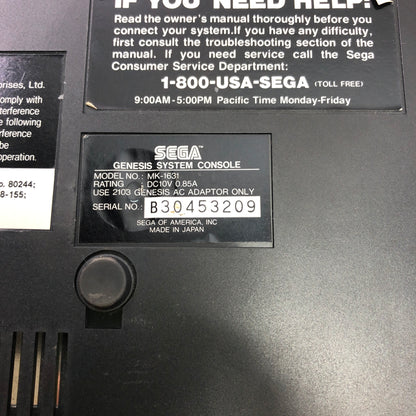 IF YOU NEED HELP!
Read the owner's manual thoroughly before you
connect your system.If you have any difficulty,
first consult the troubleshooting section of the
manual. If you need service call the Sega
Consumer Service Department:
1-800-USA-SEGA (TOLL FREE)
9:00AM-5:00PM Pacific Time Monday-Friday
rprises, Ltd.
comply with
nterference
e following
erference
be
operation.
o. 80244;
8-155;
SEGA
GENESIS SYSTEM CONSOLE
MODEL NO.: MK-1631
RATING : DC10V 0.85A
USE 2103 GENESIS AC ADAPTOR ONLY
SERIAL NO.: B30453209
SEGA OF AMERICA, INC
MADE IN JAPAN